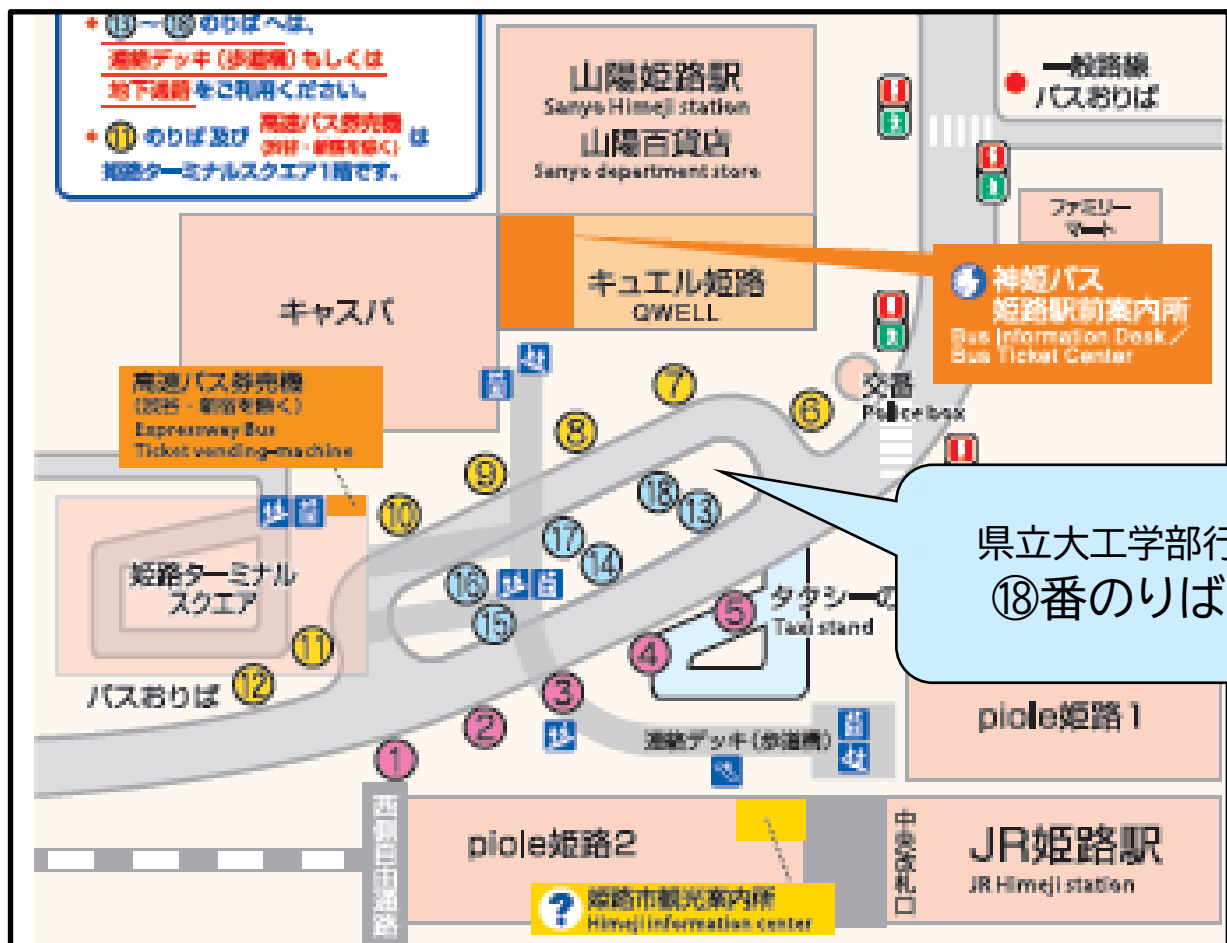 * ⑬～⑱ のりばへは、
連絡デッキ(歩道橋)もしくは
地下通路をご利用ください。
* ⑪ のりば及び 高速バス券売機 は
(渋谷・新宿を除く)
姫路ターミナルスクエア1階です。
山陽姫路駅
Sanyo Himeji station
山陽百貨店
Sanyo department store
一般路線
バスおりば
ファミリー
マート
キャスパ
キュエル姫路
QWELL
神姫バス
姫路駅前案内所
Bus Information Desk／
Bus Ticket Center
高速バス券売機
(渋谷・新宿を除く)
Expressway Bus
Ticket vending-machine
交番
Police box
⑦
⑥
⑧
⑨
⑩
⑱
⑬
⑰
⑭
⑯
⑮
姫路ターミナル
スクエア
⑪
⑫
バスおりば
県立大工学部行
⑱番のりば
タクシーの
Taxi stand
⑤
④
③
②
①
連絡デッキ(歩道橋)
piole姫路1
piole姫路2
中央改札口
JR姫路駅
JR Himeji station
?
姫路市観光案内所
Himeji information center